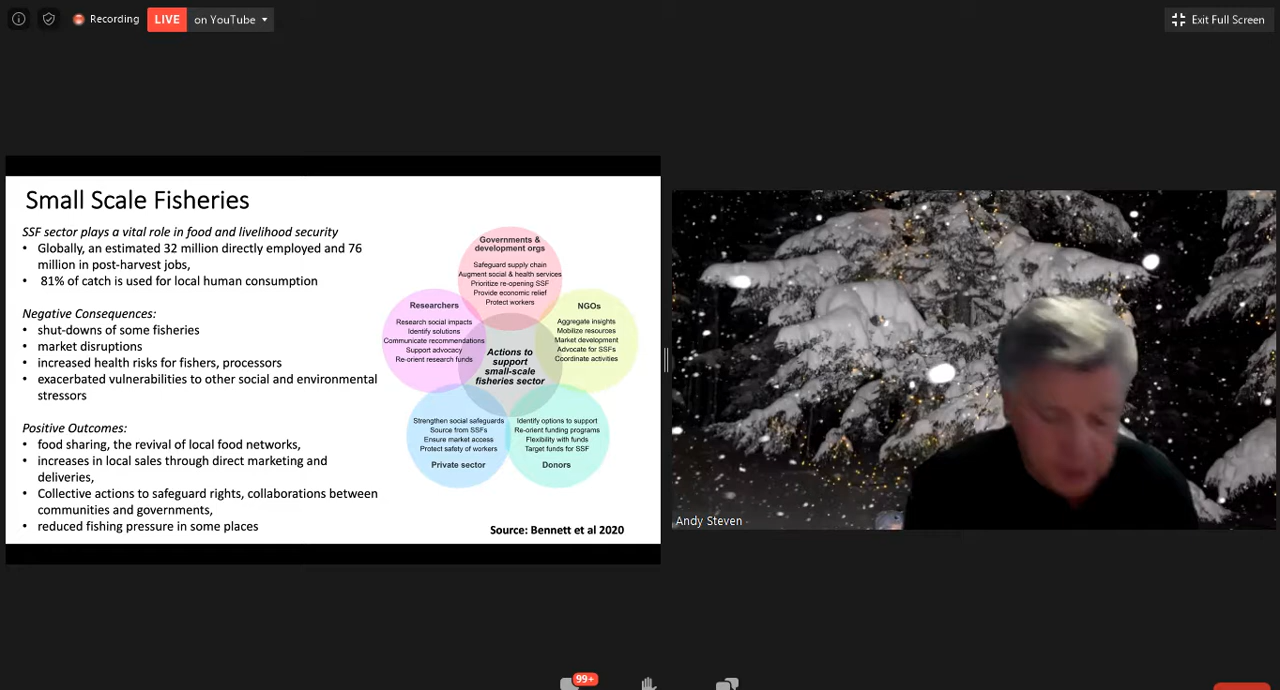 Recording
LIVE
on YouTube
Exit Full Screen
Small Scale Fisheries
SSF sector plays a vital role in food and livelihood security
• Globally, an estimated 32 million directly employed and 76
million in post-harvest jobs,
• 81% of catch is used for local human consumption
Negative Consequences:
• shut-downs of some fisheries
• market disruptions
• increased health risks for fishers, processors
• exacerbated vulnerabilities to other social and environmental
stressors
Positive Outcomes:
• food sharing, the revival of local food networks,
• increases in local sales through direct marketing and
deliveries,
• Collective actions to safeguard rights, collaborations between
communities and governments,
• reduced fishing pressure in some places
Governments &
development orgs
Safeguard supply chain
Augment social & health services
Prioritize re-opening SSF
Provide economic relief
Protect workers
Researchers
Research social impacts
Identify solutions
Communicate recommendations
Support advocacy
Re-orient research funds
NGOs
Aggregate insights
Mobilize resources
Market development
Advocate for SSFs
Coordinate activities
Actions to
support
small-scale
fisheries sector
Strengthen social safeguards
Source from SSFs
Ensure market access
Protect safety of workers
Private sector
Identify options to support
Re-orient funding programs
Flexibility with funds
Target funds for SSF
Donors
Source: Bennett et al 2020
Andy Steven
99+